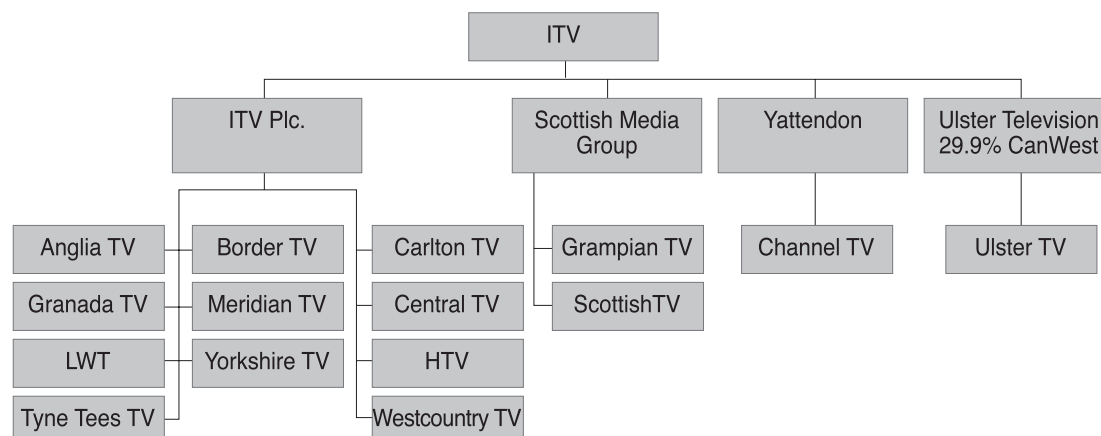 ITV
ITV Plc.
Scottish Media
Group
Yattendon
Ulster Television
29.9% CanWest
Anglia TV
Border TV
Carlton TV
Grampian TV
Channel TV
Ulster TV
Granada TV
Meridian TV
Central TV
ScottishTV
LWT
Yorkshire TV
HTV
Tyne Tees TV
Westcountry TV